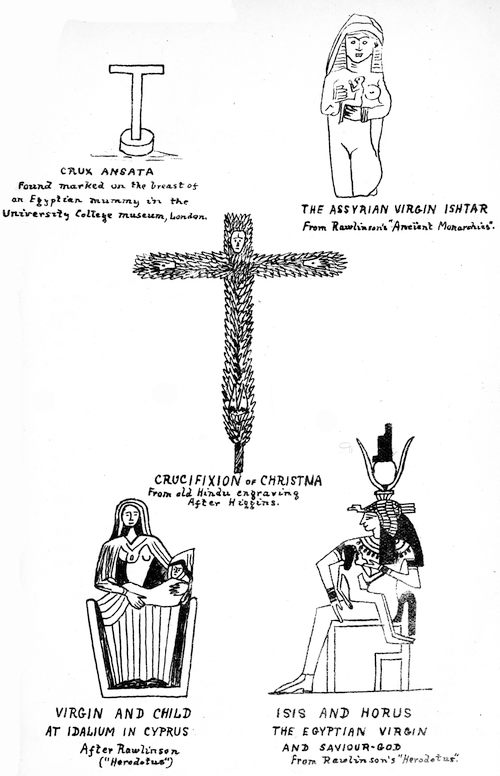 CRUX ANSATA
Found marked on the breast of
an Egyptian mummy in the
University College museum, London.
THE ASSYRIAN VIRGIN ISHTAR
From Rawlinson's "Ancient Monarchies".
CRUCIFIXION OF CHRISTNA
From old Hindu engraving
After Higgins.
VIRGIN AND CHILD
AT IDALIUM IN CYPRUS
After Rawlinson
("Herodotus")
ISIS AND HORUS
THE EGYPTIAN VIRGIN
AND SAVIOUR-GOD
From Rawlinson's "Herodotus".